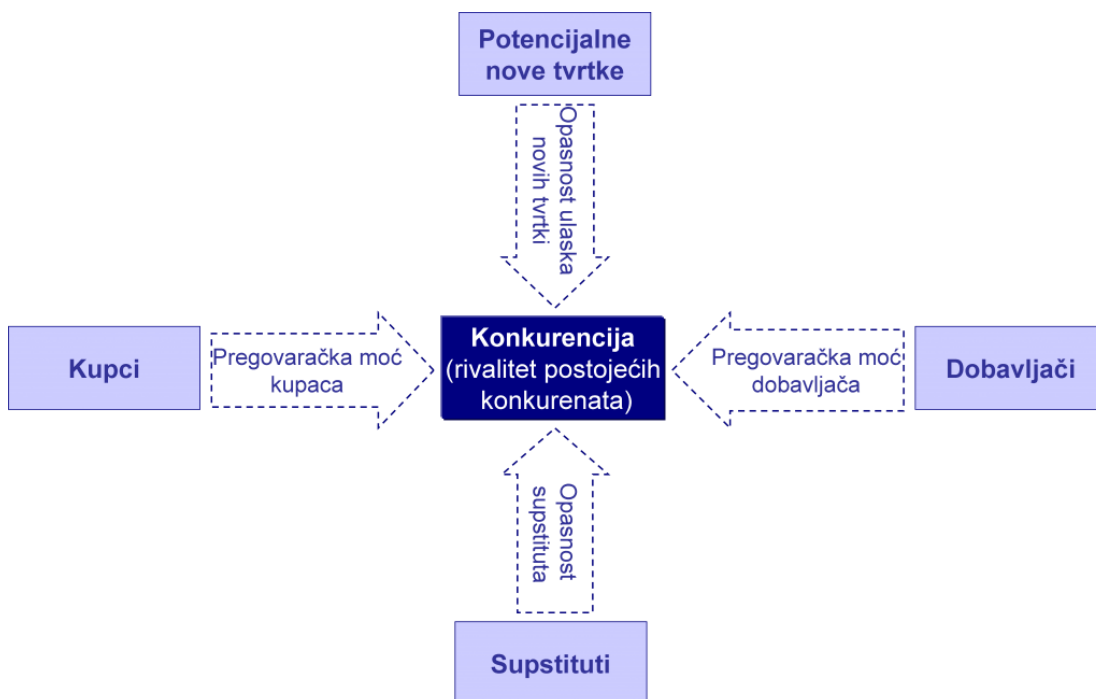 Potencijalne
nove tvrtke
Opasnost ulaska
novih tvrtki
Kupci
Pregovaračka moć
kupaca
Konkurencija
(rivalitet postojećih
konkurenata)
Pregovaračka moć
dobavljača
Dobavljači
Opasnost
supstituta
Supstituti